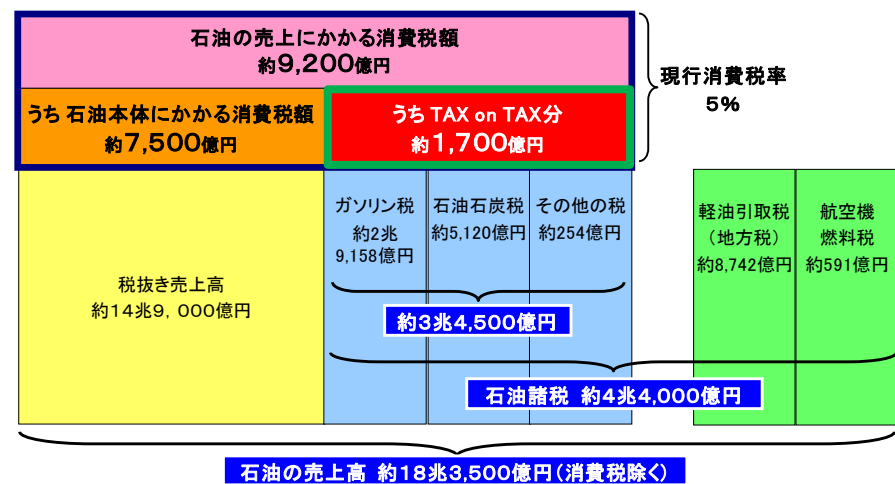 石油の売上にかかる消費税額
約9,200億円
現行消費税率
5%
うち 石油本体にかかる消費税額
約7,500億円
うち TAX on TAX分
約1,700億円
税抜き売上高
約14兆9，000億円
ガソリン税
約2兆
9,158億円
石油石炭税
約5,120億円
その他の税
約254億円
軽油引取税
（地方税）
約8,742億円
航空機
燃料税
約591億円
約3兆4,500億円
石油諸税 約4兆4,000億円
石油の売上高 約18兆3,500億円（消費税除く）